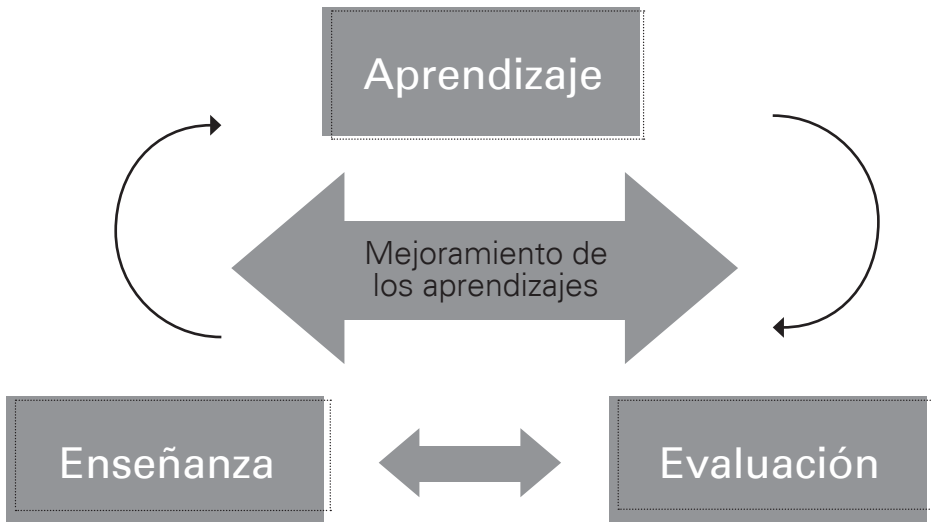 Aprendizaje
Mejoramiento de
los aprendizajes
Enseñanza
Evaluación